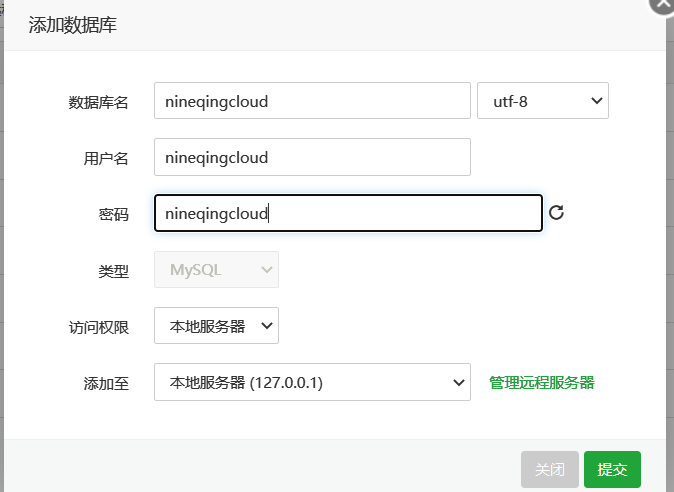 添加数据库
数据库名 nineqingcloud utf-8
用户名 nineqingcloud
密码 nineqingcloud
类型 MySQL
访问权限 本地服务器
添加至 本地服务器 (127.0.0.1) 管理远程服务器
关闭 提交